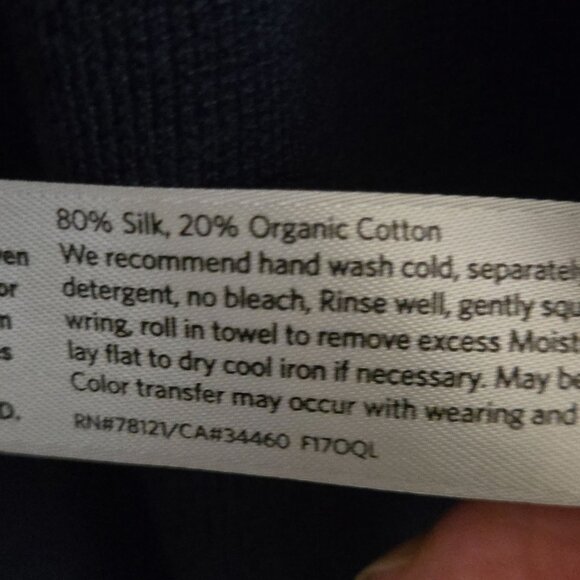 80% Silk, 20% Organic Cotton
We recommend hand wash cold, separatel
detergent, no bleach, Rinse well, gently squ
wring, roll in towel to remove excess Moist
lay flat to dry cool iron if necessary. May be
Color transfer may occur with wearing and
RN#78121/CA#34460 F17OQL